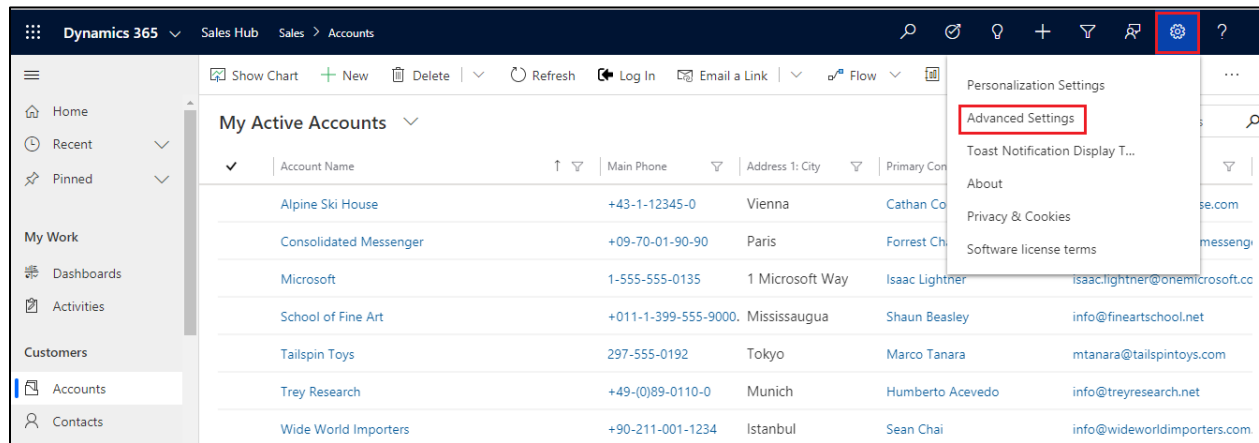 Dynamics 365 Sales Hub Sales > Accounts ?
Show Chart New Delete Refresh Log In Email a Link Flow ...
Personalization Settings
Advanced Settings
Toast Notification Display T...
About
Privacy & Cookies
Software license terms
Home
Recent
Pinned
My Work
Dashboards
Activities
Customers
Accounts
Contacts
My Active Accounts
Account Name Main Phone Address 1: City Primary Con
Alpine Ski House +43-1-12345-0 Vienna Cathan Co se.com
Consolidated Messenger +09-70-01-90-90 Paris Forrest Ch messeng
Microsoft 1-555-555-0135 1 Microsoft Way Isaac Lightner isaac.lightner@onemicrosoft.co
School of Fine Art +011-1-399-555-9000. Mississaugua Shaun Beasley info@fineartschool.net
Tailspin Toys 297-555-0192 Tokyo Marco Tanara mtanara@tailspintoys.com
Trey Research +49-(0)89-0110-0 Munich Humberto Acevedo info@treyresearch.net
Wide World Importers +90-211-001-1234 Istanbul Sean Chai info@wideworldimporters.com